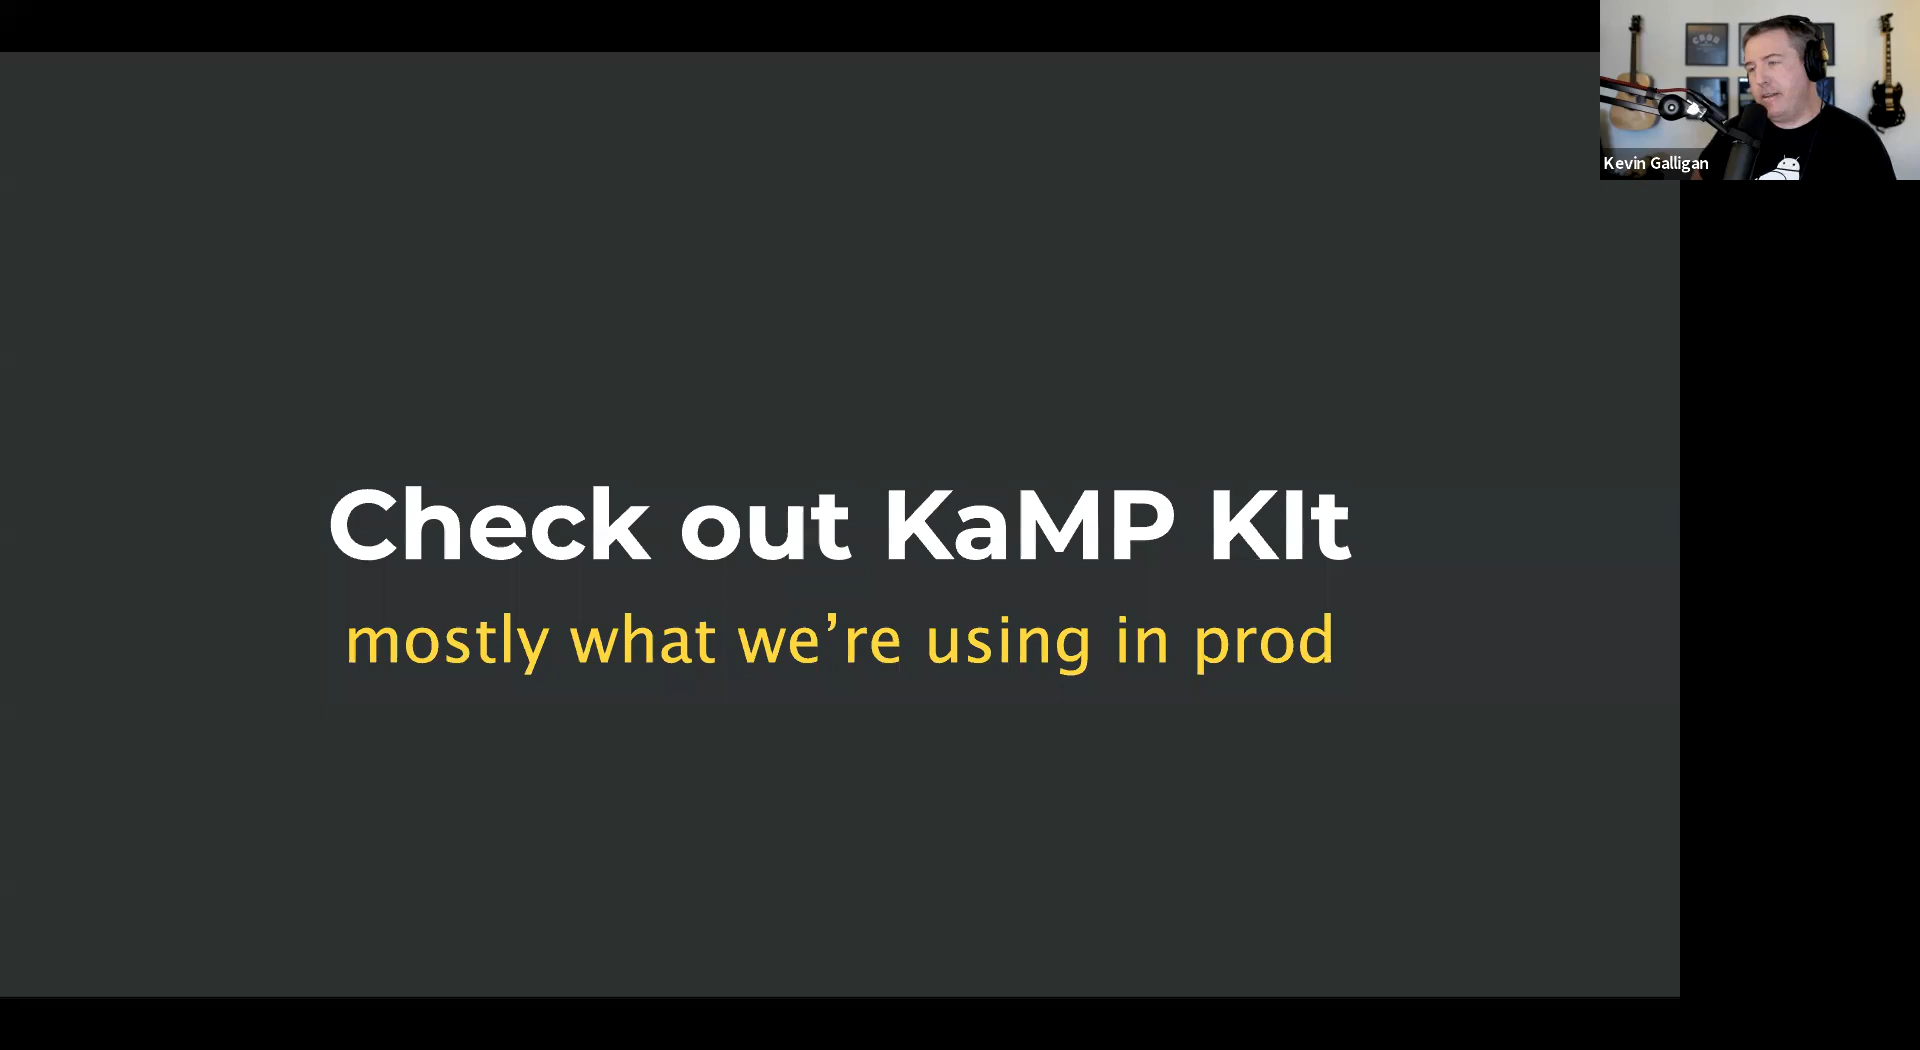 Kevin Galligan
Check out KaMP KIt
mostly what we’re using in prod